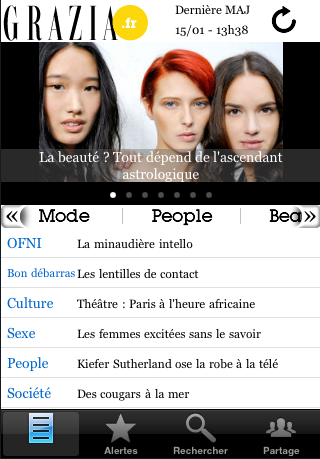 GRAZIA
.fr
Dernière MAJ
15/01 - 13h38
La beauté ? Tout dépend de l'ascendant
astrologique
« Mode People Bea »
OFNI La minaudière intello
Bon débarras Les lentilles de contact
Culture Théâtre : Paris à l'heure africaine
Sexe Les femmes excitées sans le savoir
People Kiefer Sutherland ose la robe à la télé
Société Des cougars à la mer
Alertes Rechercher Partage